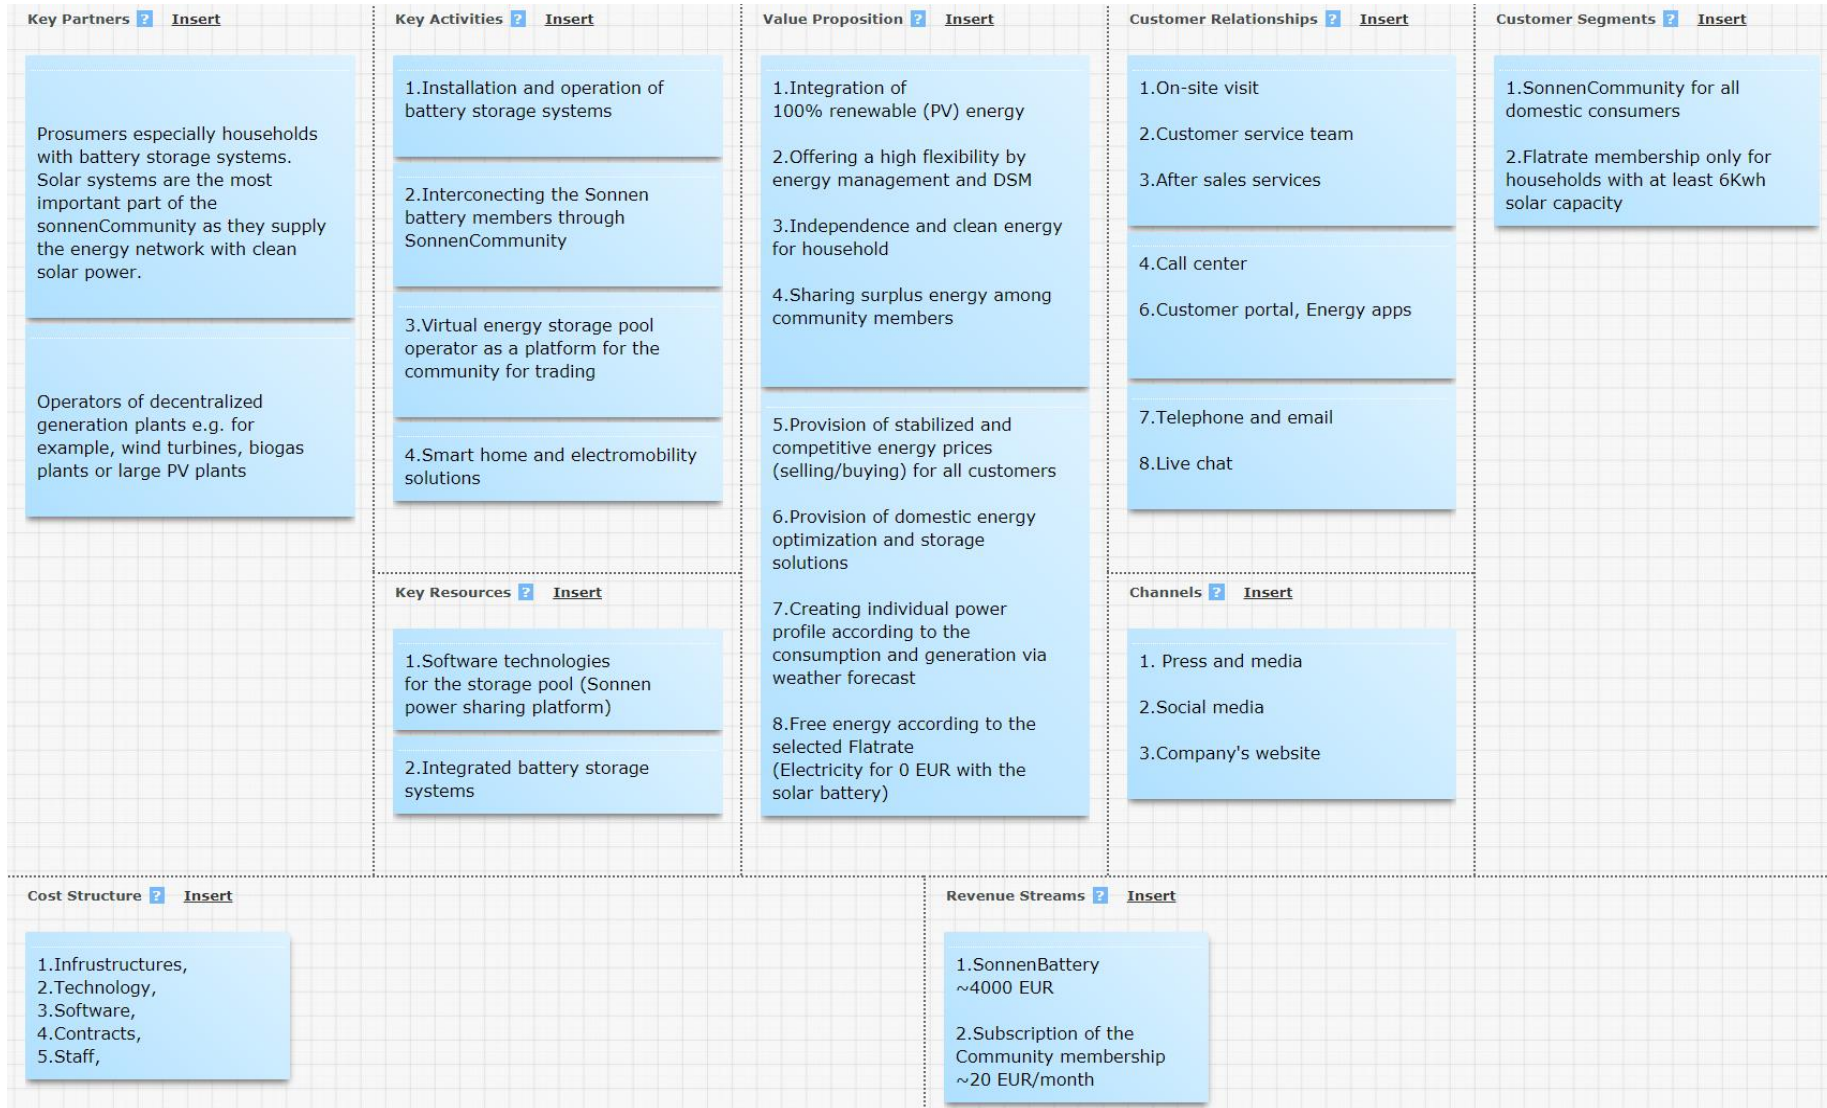 Key Partners ? Insert
Prosumers especially households
with battery storage systems.
Solar systems are the most
important part of the
sonnenCommunity as they supply
the energy network with clean
solar power.
Operators of decentralized
generation plants e.g. for
example, wind turbines, biogas
plants or large PV plants
Key Activities ? Insert
1.Installation and operation of
battery storage systems
2.Interconecting the Sonnen
battery members through
SonnenCommunity
3.Virtual energy storage pool
operator as a platform for the
community for trading
4.Smart home and electromobility
solutions
Key Resources ? Insert
1.Software technologies
for the storage pool (Sonnen
power sharing platform)
2.Integrated battery storage
systems
Value Proposition ? Insert
1.Integration of
100% renewable (PV) energy
2.Offering a high flexibility by
energy management and DSM
3.Independence and clean energy
for household
4.Sharing surplus energy among
community members
5.Provision of stabilized and
competitive energy prices
(selling/buying) for all customers
6.Provision of domestic energy
optimization and storage
solutions
7.Creating individual power
profile according to the
consumption and generation via
weather forecast
8.Free energy according to the
selected Flatrate
(Electricity for 0 EUR with the
solar battery)
Customer Relationships ? Insert
1.On-site visit
2.Customer service team
3.After sales services
4.Call center
6.Customer portal, Energy apps
7.Telephone and email
8.Live chat
Channels ? Insert
1. Press and media
2.Social media
3.Company's website
Customer Segments ? Insert
1.SonnenCommunity for all
domestic consumers
2.Flatrate membership only for
households with at least 6Kwh
solar capacity
Cost Structure ? Insert
1.Infrustructures,
2.Technology,
3.Software,
4.Contracts,
5.Staff,
Revenue Streams ? Insert
1.SonnenBattery
~4000 EUR
2.Subscription of the
Community membership
~20 EUR/month